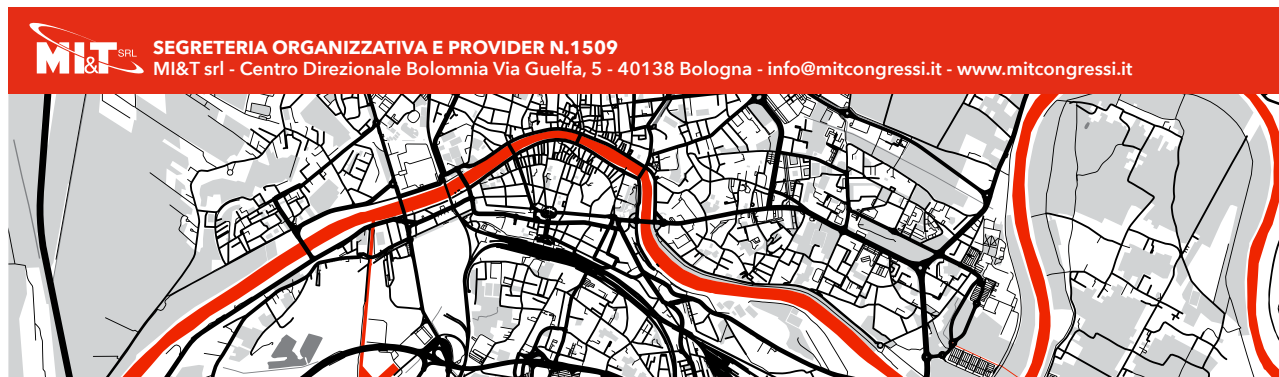 MI&T SRL
SEGRETERIA ORGANIZZATIVA E PROVIDER N.1509
MI&T srl - Centro Direzionale Bolomnia Via Guelfa, 5 - 40138 Bologna - info@mitcongressi.it - www.mitcongressi.it